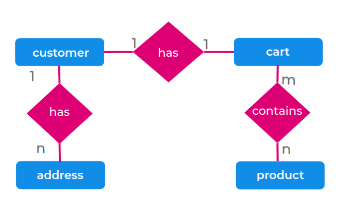 customer 1 has 1 cart
1 m
has contains
n n
address product